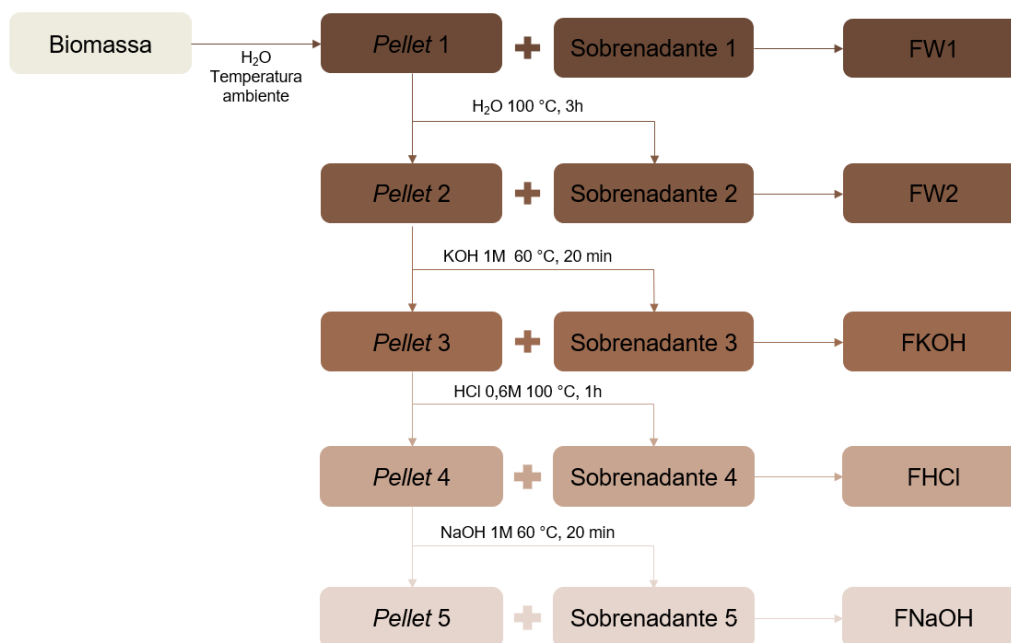 Biomassa
H₂O
Temperatura
ambiente
Pellet 1
Sobrenadante 1
FW1
H₂O 100 °C, 3h
Pellet 2
Sobrenadante 2
FW2
KOH 1M 60 °C, 20 min
Pellet 3
Sobrenadante 3
FKOH
HCl 0,6M 100 °C, 1h
Pellet 4
Sobrenadante 4
FHCl
NaOH 1M 60 °C, 20 min
Pellet 5
Sobrenadante 5
FNaOH